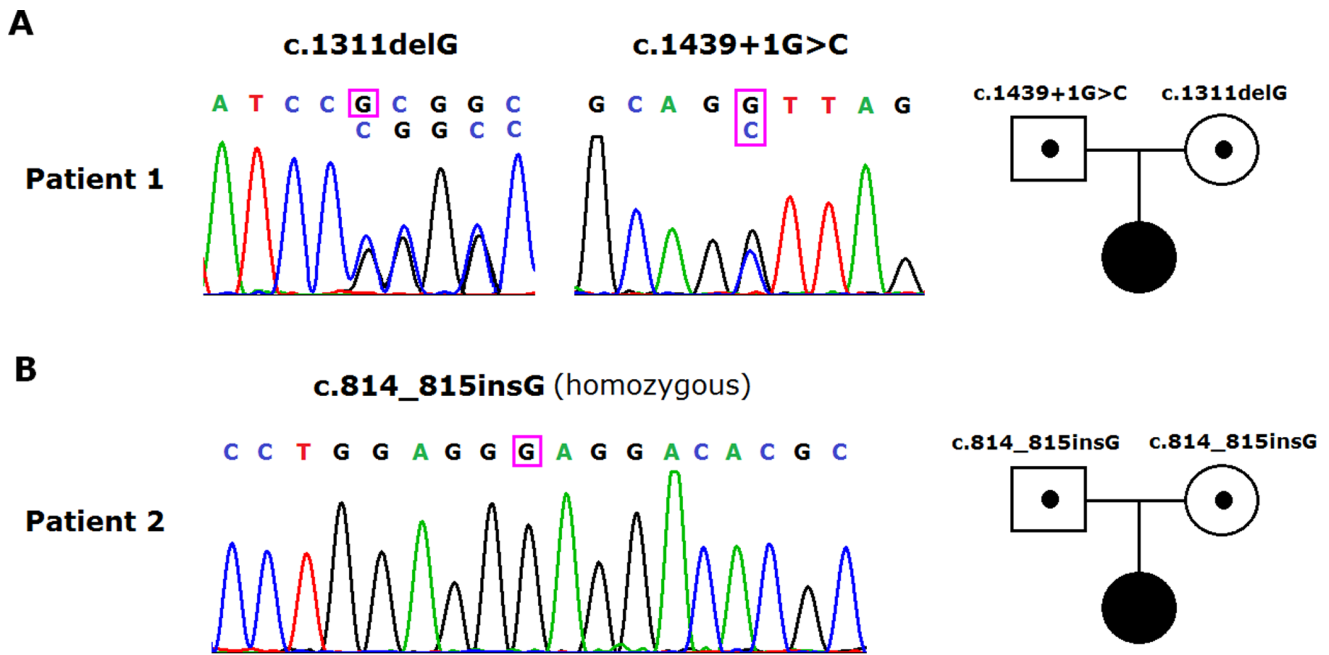 A
c.1311delG c.1439+1G>C
c.1439+1G>C c.1311delG
A T C C G C G G C G C A G G T T A G
C G G C C C
Patient 1
B
c.814_815insG (homozygous)
c.814_815insG c.814_815insG
C C T G G A G G G A G G A C A C G C
Patient 2